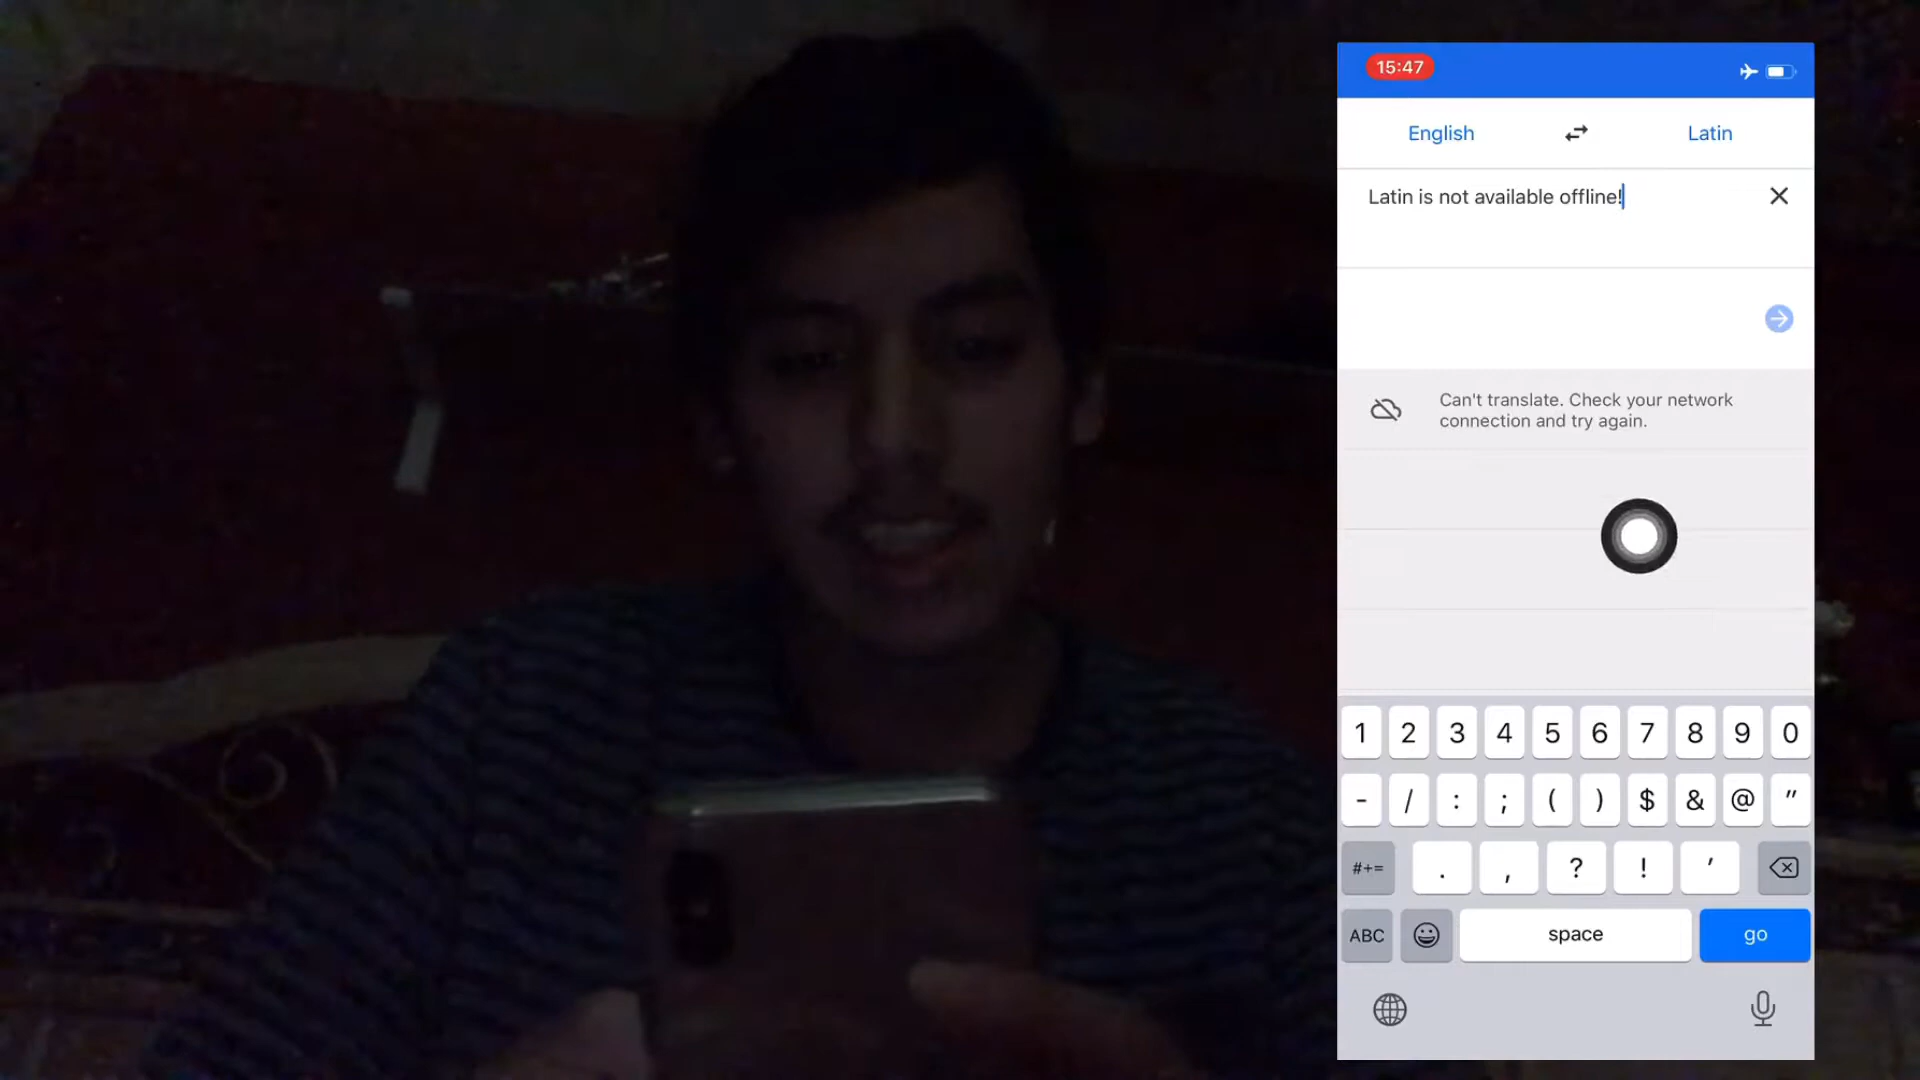 15:47
English Latin
Latin is not available offline!
Can't translate. Check your network
connection and try again.
1 2 3 4 5 6 7 8 9 0
- / : ; ( ) $ & @ "
#+= . , ? ! '
ABC space go